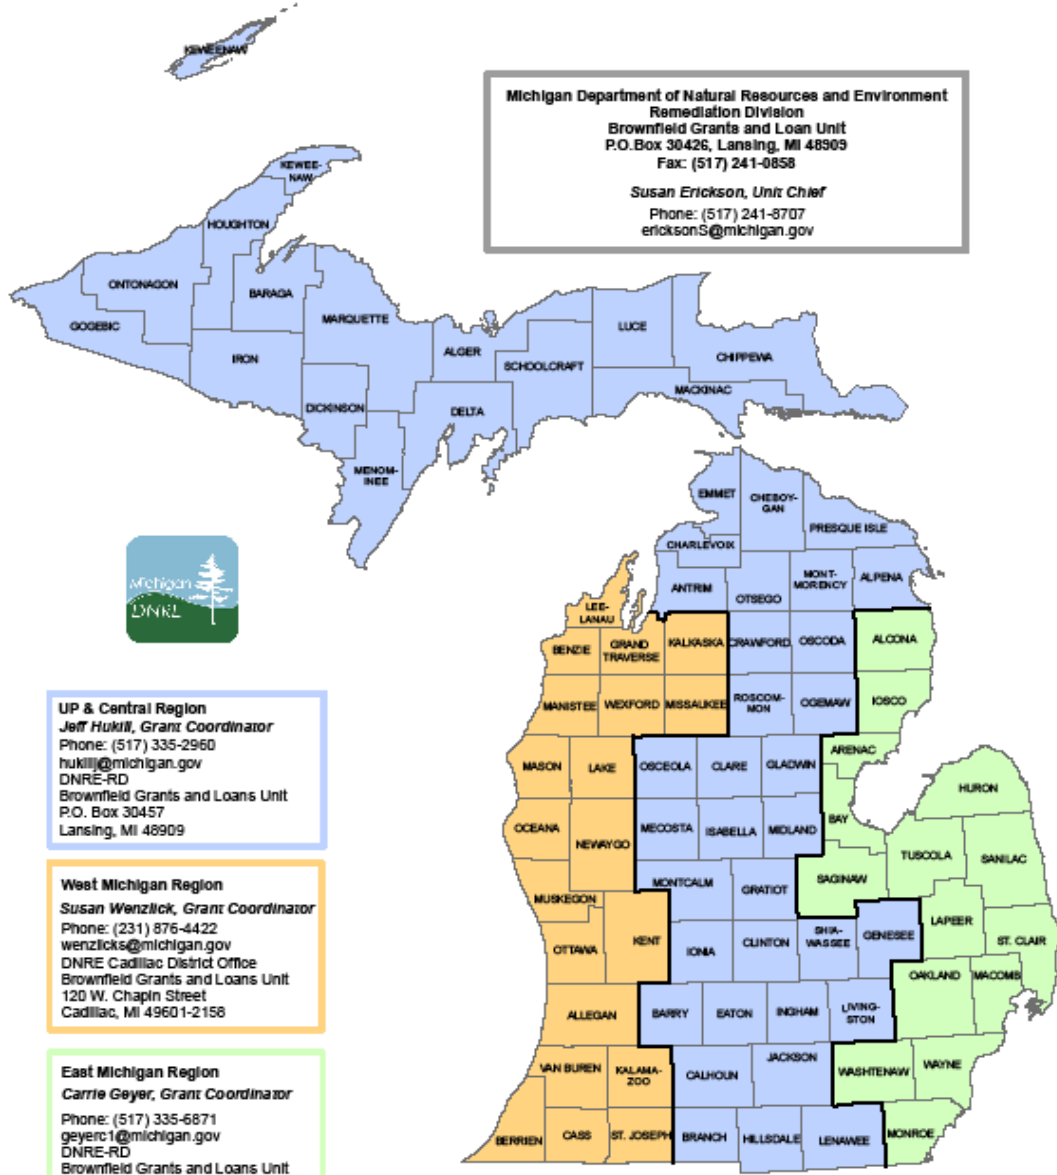 KEWEENAW
Michigan Department of Natural Resources and Environment
Remediation Division
Brownfield Grants and Loan Unit
P.O.Box 30426, Lansing, MI 48909
Fax: (517) 241-0858
Susan Erickson, Unit Chief
Phone: (517) 241-8707
ericksonS@michigan.gov
KEWEE-
NAW
HOUGHTON
ONTONAGON
BARAGA
GOGEBIC
MARQUETTE
LUCE
IRON
ALGER
SCHOOLCRAFT
CHIPPEWA
MACKINAC
DICKINSON
DELTA
MENOM-
INEE
EMMET
CHEBOY-
GAN
PRESQUE ISLE
CHARLEVOIX
ANTRIM
OTSEGO
MONT-
MORENCY
ALPENA
LEE-
LANAU
BENZIE
GRAND
TRAVERSE
KALKASKA
CRAWFORD
OSCODA
ALCONA
MANISTEE
WEXFORD
MISSAUKEE
ROSCOM-
MON
OGEMAW
IOSCO
ARENAC
MASON
LAKE
OSCEOLA
CLARE
GLADWIN
HURON
OCEANA
NEWAYGO
MECOSTA
ISABELLA
MIDLAND
BAY
TUSCOLA
SANILAC
MUSKEGON
MONTCALM
GRATIOT
SAGINAW
LAPEER
ST. CLAIR
OTTAWA
KENT
IONIA
CLINTON
SHIA-
WASSEE
GENESEE
OAKLAND
MACOMB
ALLEGAN
BARRY
EATON
INGHAM
LIVING-
STON
VAN BUREN
KALAMA-
ZOO
CALHOUN
JACKSON
WASHTENAW
WAYNE
BERRIEN
CASS
ST. JOSEPH
BRANCH
HILLSDALE
LENAWEE
MONROE
Michigan
DNRE
UP & Central Region
Jeff Hukill, Grant Coordinator
Phone: (517) 335-2960
hukillj@michigan.gov
DNRE-RD
Brownfield Grants and Loans Unit
P.O. Box 30457
Lansing, MI 48909
West Michigan Region
Susan Wenzlick, Grant Coordinator
Phone: (231) 876-4422
wenzlicks@michigan.gov
DNRE Cadillac District Office
Brownfield Grants and Loans Unit
120 W. Chapin Street
Cadillac, MI 49601-2158
East Michigan Region
Carrie Geyer, Grant Coordinator
Phone: (517) 335-6871
geyerc1@michigan.gov
DNRE-RD
Brownfield Grants and Loans Unit